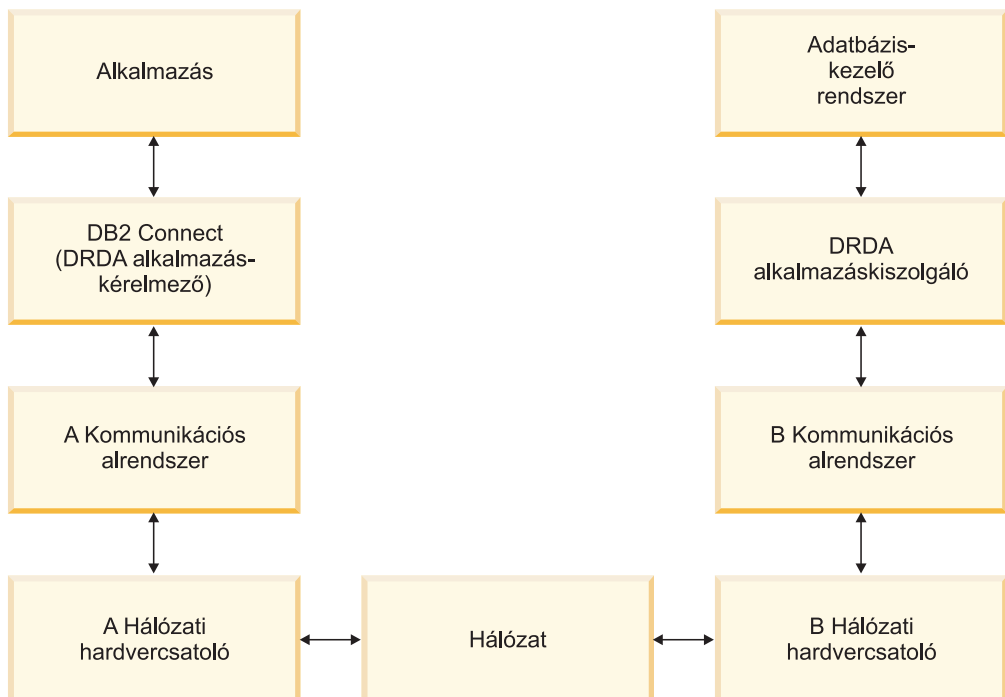 Alkalmazás
Adatbázis-
kezelő
rendszer
DB2 Connect
(DRDA alkalmazás-
kérelmező)
DRDA
alkalmazáskiszolgáló
A Kommunikációs
alrendszer
B Kommunikációs
alrendszer
A Hálózati
hardvercsatoló
Hálózat
B Hálózati
hardvercsatoló